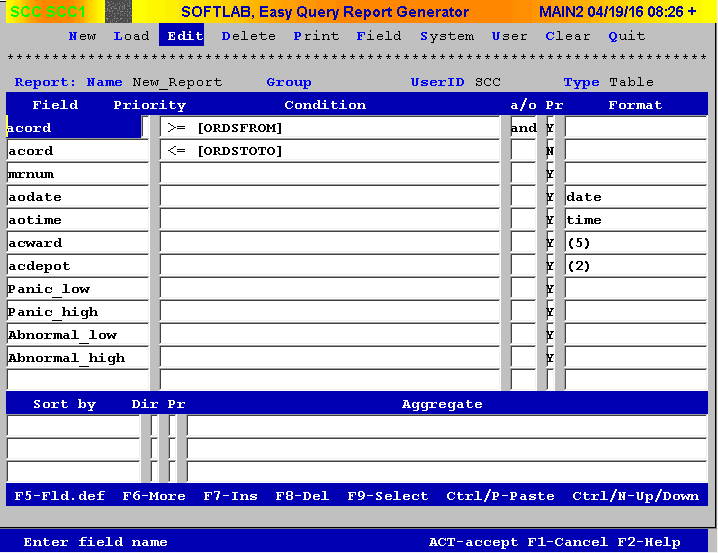 SCC SCC1 SOFTLAB, Easy Query Report Generator MAIN2 04/19/16 08:26 +
New Load Edit Delete Print Field System User Clear Quit
******************************************************************************
Report: Name New_Report Group UserID SCC Type Table
Field Priority Condition a/o Pr Format
acord >= [ORDSFROM] and Y
acord <= [ORDSTOTO] N
mrnum Y
aodate Y date
aotime Y time
acward Y (5)
acdepot Y (2)
Panic_low Y
Panic_high Y
Abnormal_low Y
Abnormal_high Y
Sort by Dir Pr Aggregate
F5-Fld.def F6-More F7-Ins F8-Del F9-Select Ctrl/P-Paste Ctrl/N-Up/Down
Enter field name ACT-accept F1-Cancel F2-Help